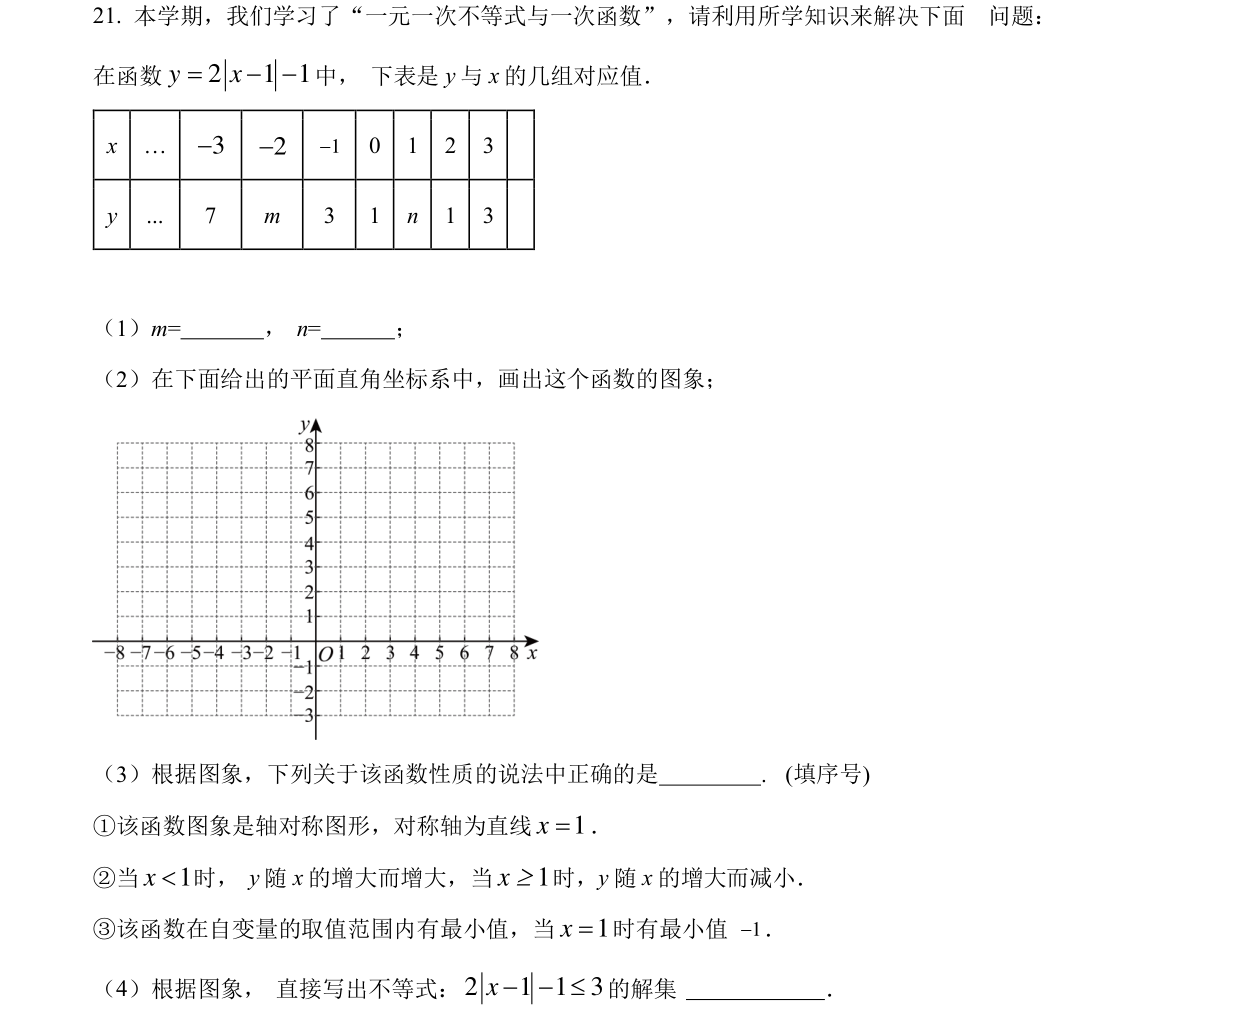 21. 本学期，我们学习了“一元一次不等式与一次函数”，请利用所学知识来解决下面 问题：
在函数 y = 2|x−1|−1 中， 下表是 y 与 x 的几组对应值．
x … −3 −2 −1 0 1 2 3
y ... 7 m 3 1 n 1 3
（1）m=_______， n=______；
（2）在下面给出的平面直角坐标系中，画出这个函数的图象；
y
8
7
6
5
4
3
2
1
−8 −7 −6 −5 −4 −3 −2 −1 O 1 2 3 4 5 6 7 8 x
−1
−2
−3
（3）根据图象，下列关于该函数性质的说法中正确的是_________． (填序号)
①该函数图象是轴对称图形，对称轴为直线 x = 1．
②当 x < 1 时， y 随 x 的增大而增大，当 x ≥ 1 时，y 随 x 的增大而减小．
③该函数在自变量的取值范围内有最小值，当 x = 1 时有最小值 −1．
（4）根据图象， 直接写出不等式：2|x−1|−1 ≤ 3 的解集 ____________．